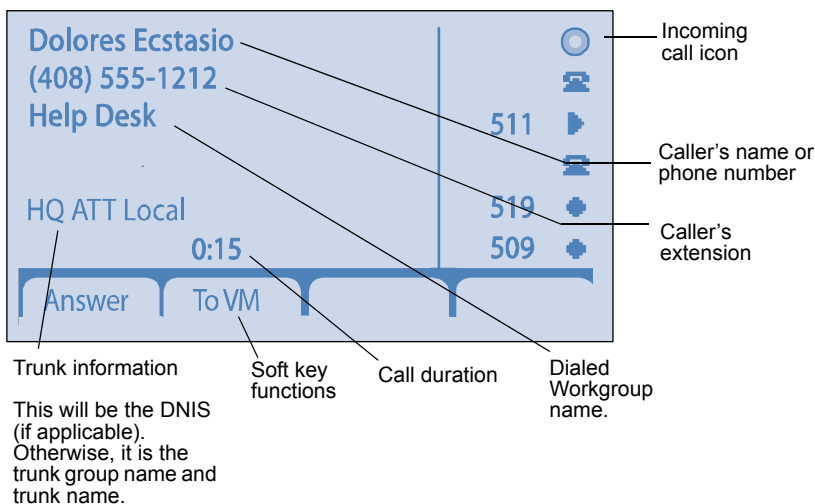 Dolores Ecstasio
(408) 555-1212
Help Desk
511
HQ ATT Local
519
0:15
509
Answer
To VM
Incoming
call icon
Caller's name or
phone number
Caller's
extension
Trunk information
This will be the DNIS
(if applicable).
Otherwise, it is the
trunk group name and
trunk name.
Soft key
functions
Call duration
Dialed
Workgroup
name.